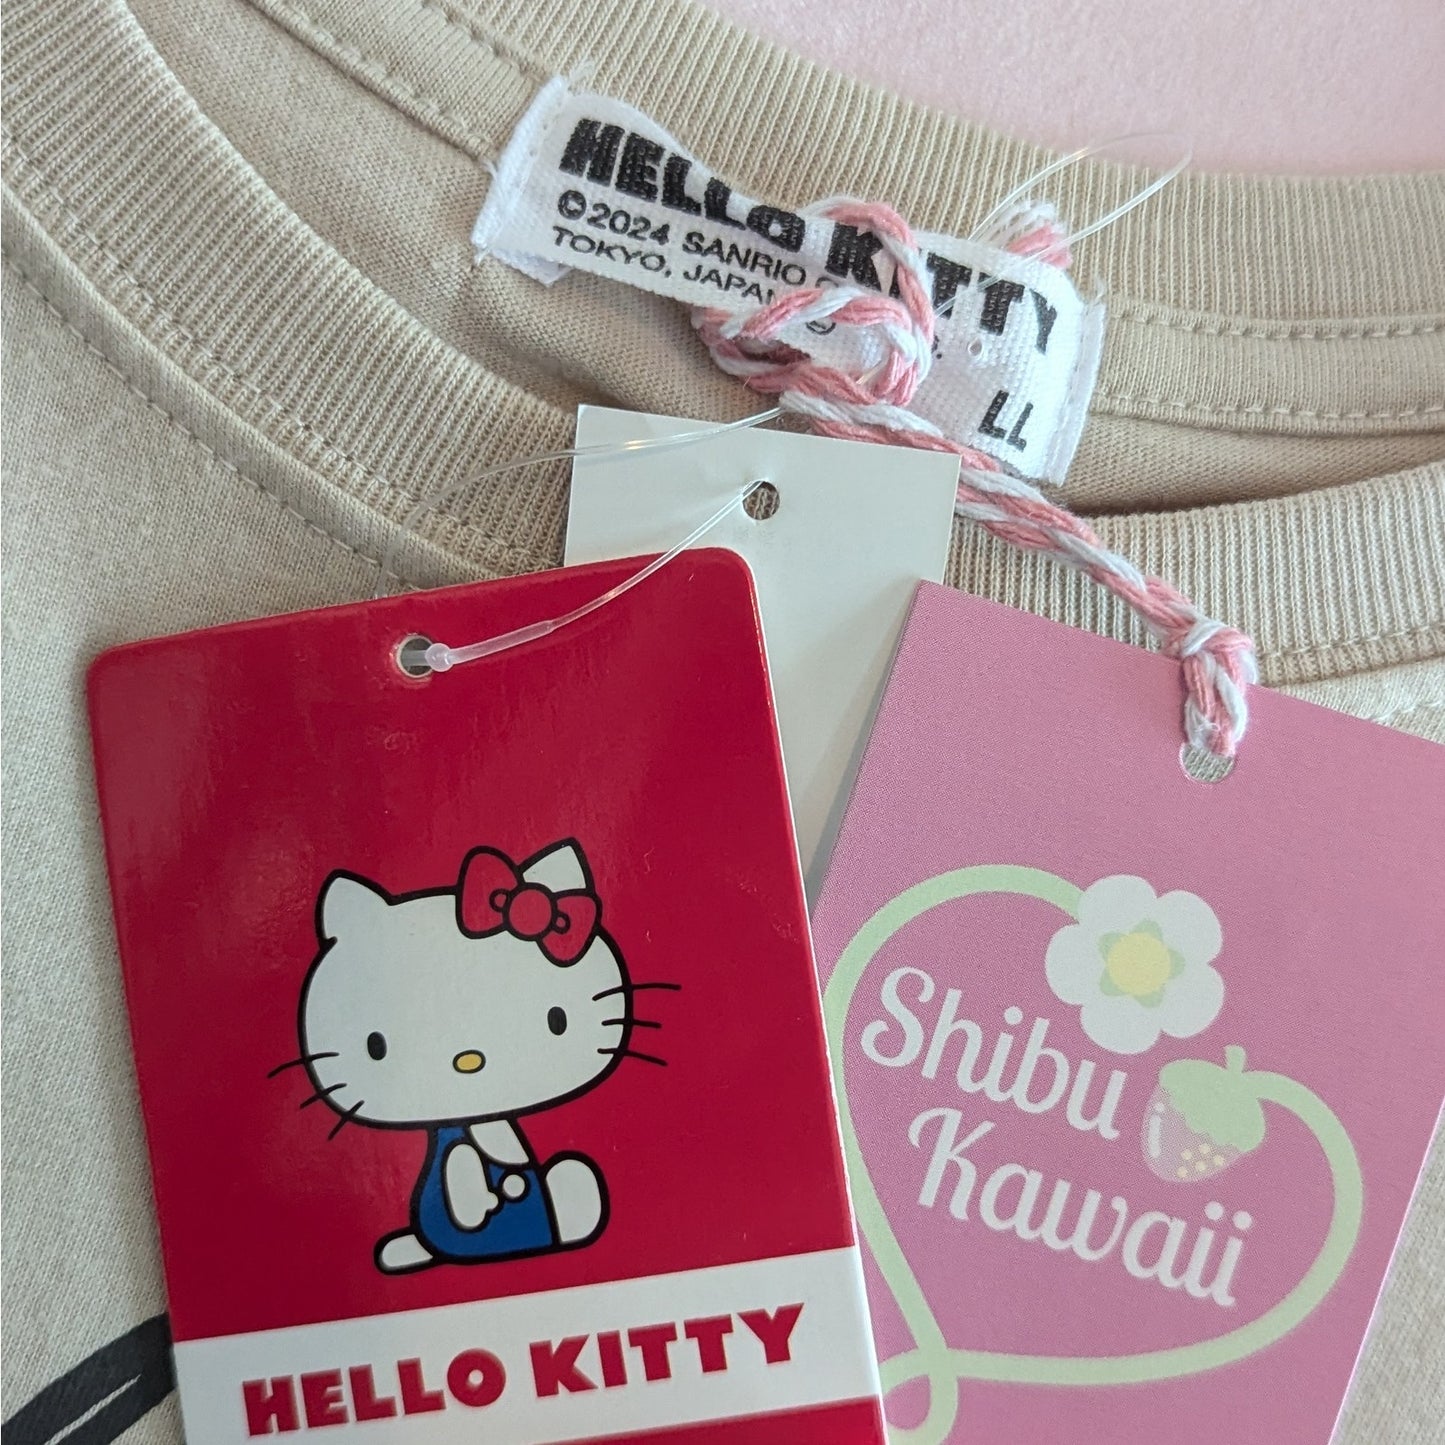 HELLO KITTY
©2024 SANRIO
TOKYO, JAPAN
LL
HELLO KITTY
Shibu
Kawaii